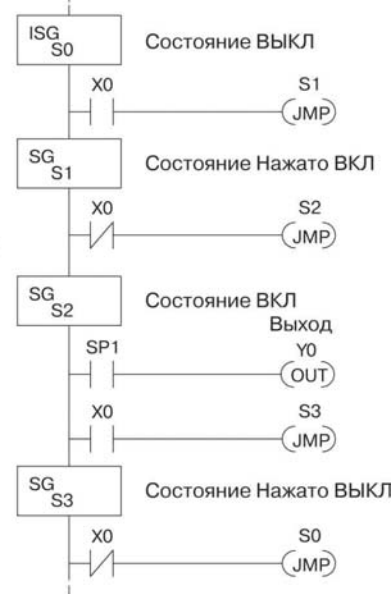 ISG
S0
Состояние ВЫКЛ
X0
S1
JMP
SG
S1
Состояние Нажато ВКЛ
X0
S2
JMP
SG
S2
Состояние ВКЛ
Выход
SP1
Y0
OUT
X0
S3
JMP
SG
S3
Состояние Нажато ВЫКЛ
X0
S0
JMP